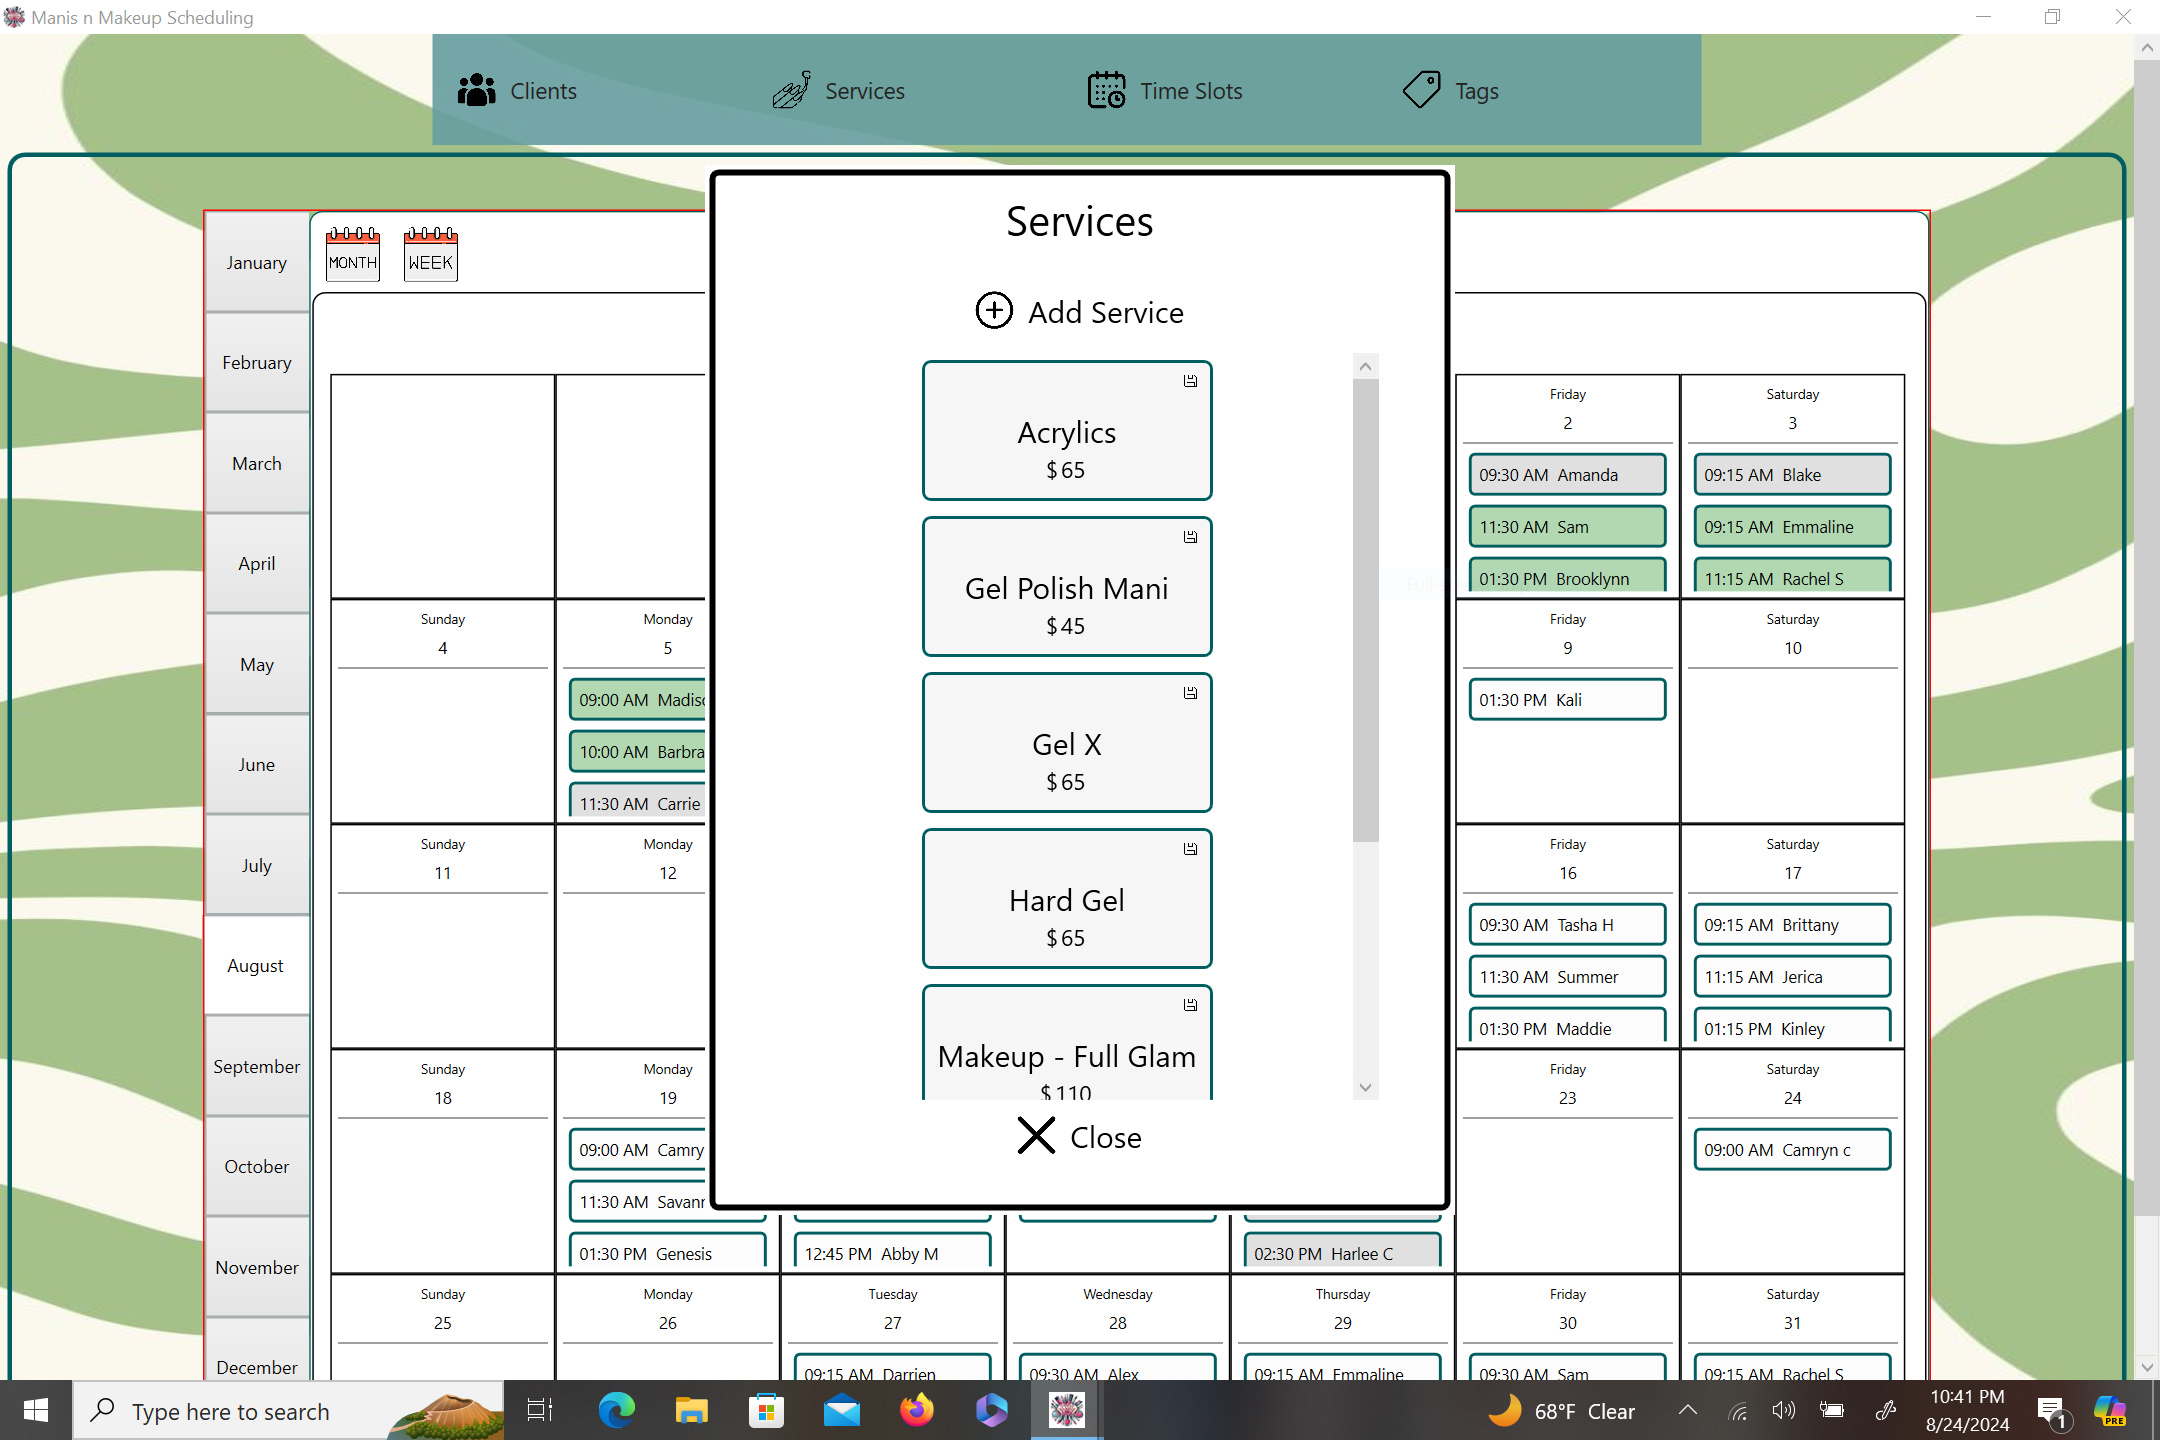 Manis n Makeup Scheduling
Clients
Services
Time Slots
Tags
MONTH
WEEK
January
February
March
April
May
June
July
August
September
October
November
December
Friday
2
09:30 AM Amanda
11:30 AM Sam
01:30 PM Brooklynn
Saturday
3
09:15 AM Blake
09:15 AM Emmaline
11:15 AM Rachel S
Sunday
4
Monday
5
09:00 AM
10:00 AM Barbra
11:30 AM Carrie
Friday
9
01:30 PM Kali
Saturday
10
Sunday
11
Monday
12
Friday
16
09:30 AM Tasha H
11:30 AM Summer
01:30 PM Maddie
Saturday
17
09:15 AM Brittany
11:15 AM Jerica
01:15 PM Kinley
Sunday
18
Monday
19
09:00 AM Camry
11:30 AM
01:30 PM Genesis
12:45 PM Abby M
02:30 PM Harlee C
Friday
23
Saturday
24
09:00 AM Camryn c
Sunday
25
Monday
26
Tuesday
27
09:15 AM Darrien
Wednesday
28
09:30 AM Alex
Thursday
29
09:15 AM Emmaline
Friday
30
09:30 AM Sam
Saturday
31
09:15 AM Rachel S
Services
Add Service
Acrylics
$65
Gel Polish Mani
$45
Gel X
$65
Hard Gel
$65
Makeup - Full Glam
$110
Close
Type here to search
68°F Clear
10:41 PM
8/24/2024
1
PRE